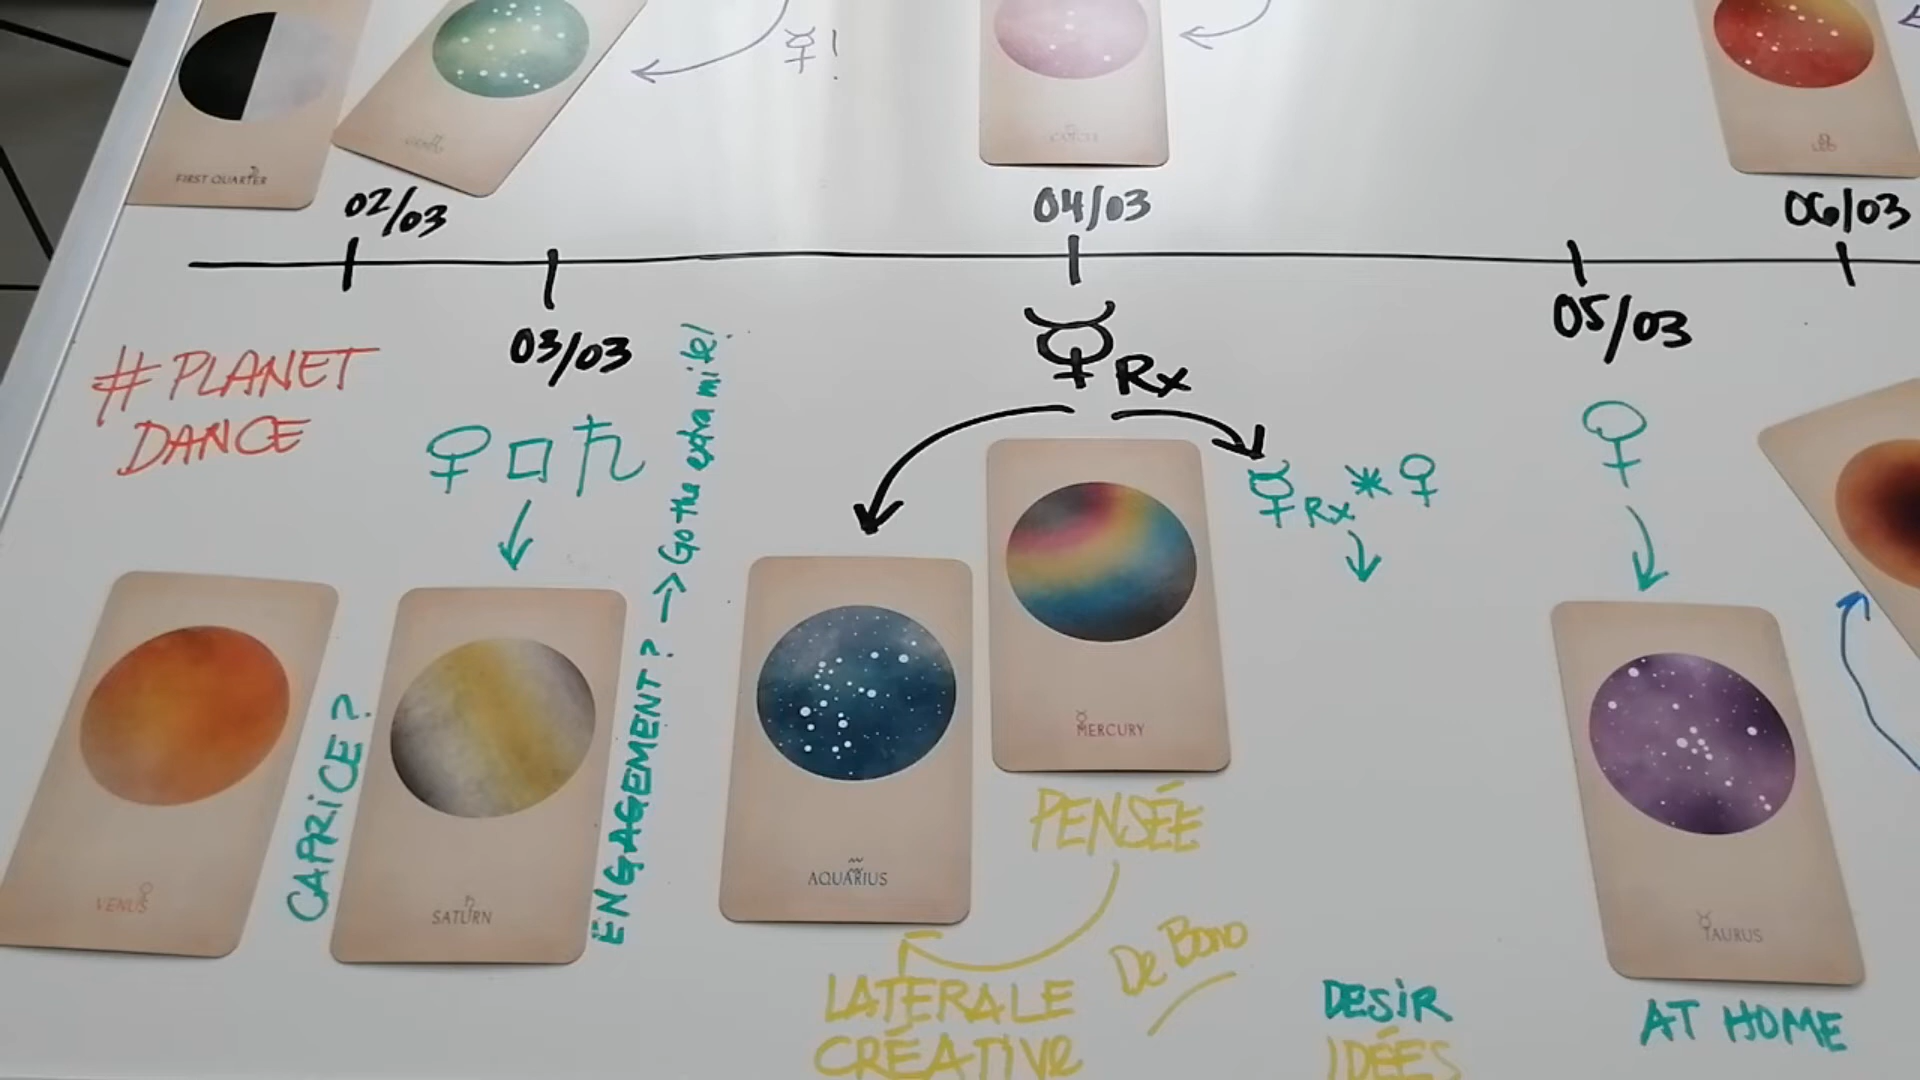 ☿!
FIRST QUARTER
LEO
02/03
04/03
06/03
03/03
05/03
#PLANET
DANCE
☿Rx
♀□♄
☿Rx✶♀
♀
CAPRICE?
ENGAGEMENT? → Go the extra mile!
VENUS
SATURN
AQUARIUS
MERCURY
TAURUS
PENSÉE
De Bono
LATERALE
CRÉATIVE
DESIR
IDÉES
AT HOME